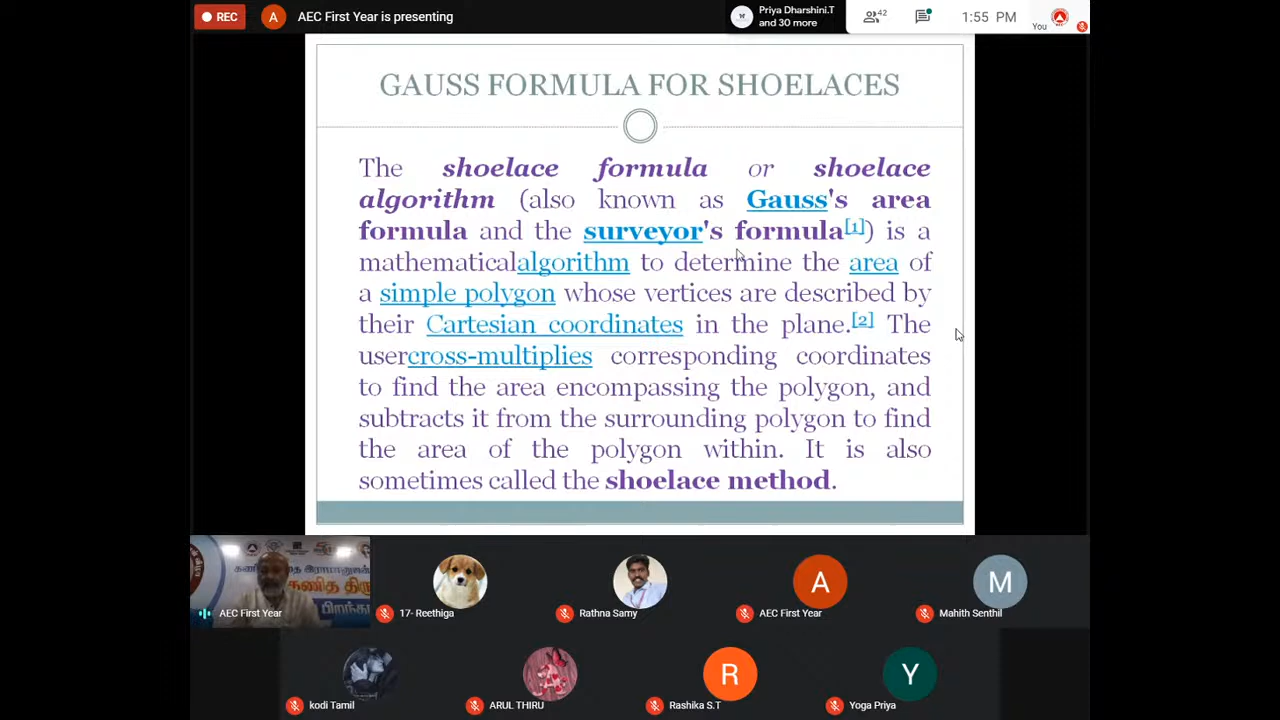 REC
A
AEC First Year is presenting
Priya Dharshini.T
and 30 more
42
1:55 PM
You
GAUSS FORMULA FOR SHOELACES
The shoelace formula or shoelace
algorithm (also known as Gauss's area
formula and the surveyor's formula[1]) is a
mathematicalalgorithm to determine the area of
a simple polygon whose vertices are described by
their Cartesian coordinates in the plane.[2] The
usercross-multiplies corresponding coordinates
to find the area encompassing the polygon, and
subtracts it from the surrounding polygon to find
the area of the polygon within. It is also
sometimes called the shoelace method.
கணித
பிறந்த
AEC First Year
17- Reethiga
Rathna Samy
A
AEC First Year
M
Mahith Senthil
kodi Tamil
ARUL THIRU
R
Rashika S.T
Y
Yoga Priya